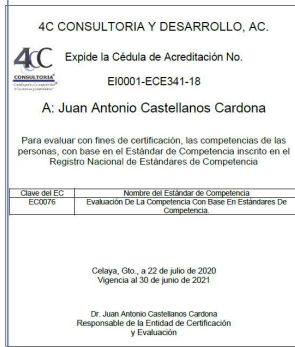 4C CONSULTORIA Y DESARROLLO, AC.
4CC
CONSULTORIA
Expide la Cédula de Acreditación No.
EI0001-ECE341-18
A: Juan Antonio Castellanos Cardona
Para evaluar con fines de certificación, las competencias de las
personas, con base en el Estándar de Competencia inscrito en el
Registro Nacional de Estándares de Competencia
Clave del EC Nombre del Estándar de Competencia
EC0076 Evaluación De La Competencia Con Base En Estándares De
Competencia.
Celaya, Gto., a 22 de julio de 2020
Vigencia al 30 de junio de 2021
Dr. Juan Antonio Castellanos Cardona
Responsable de la Entidad de Certificación
y Evaluación